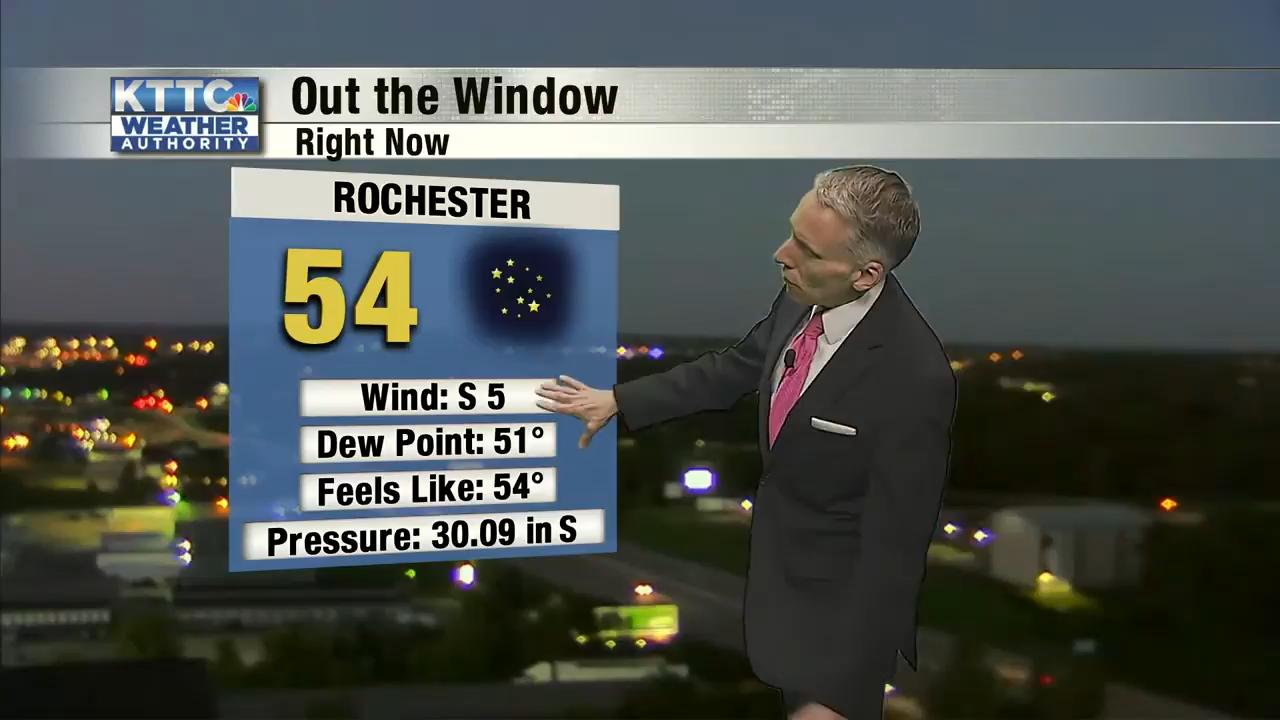 KTTC
WEATHER
AUTHORITY
Out the Window
Right Now
ROCHESTER
54
Wind: S 5
Dew Point: 51°
Feels Like: 54°
Pressure: 30.09 in S